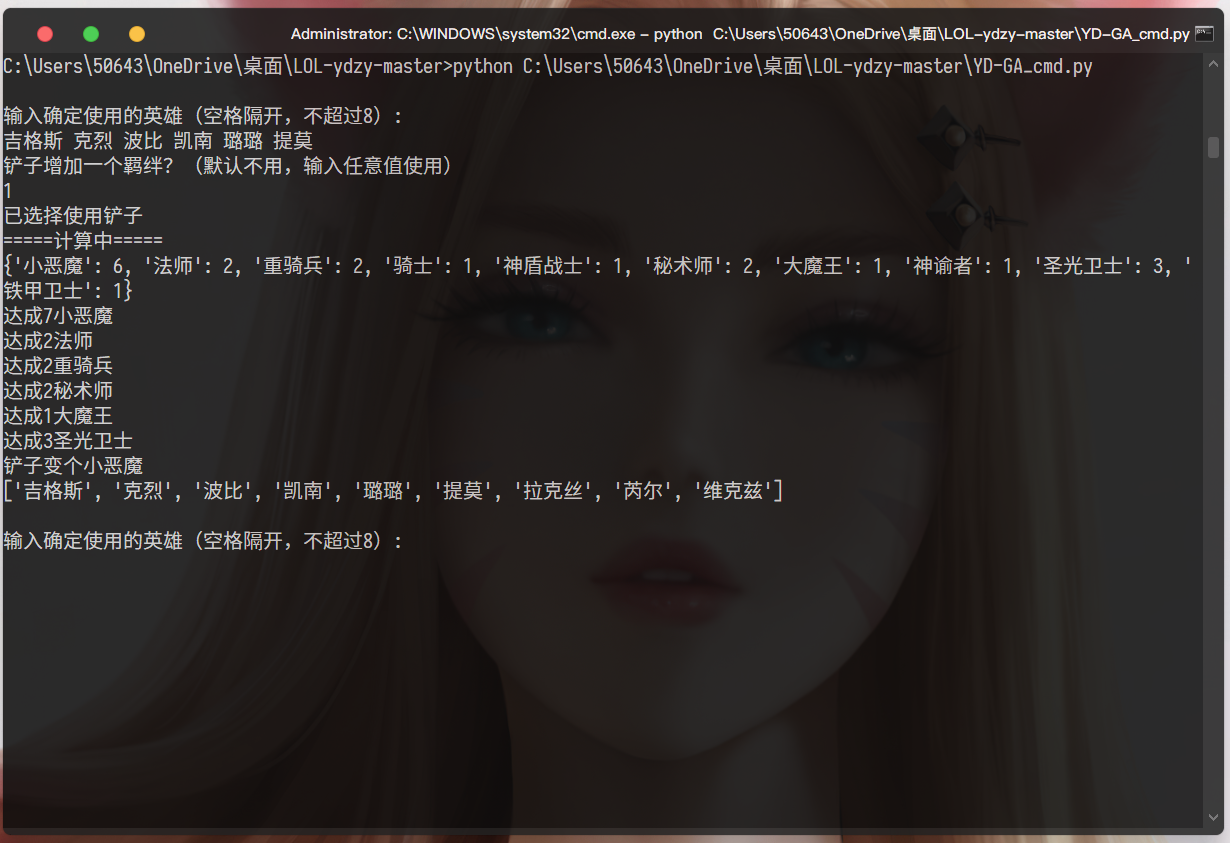 Administrator: C:\WINDOWS\system32\cmd.exe - python  C:\Users\50643\OneDrive\桌面\LOL-ydzy-master\YD-GA_cmd.py
C:\Users\50643\OneDrive\桌面\LOL-ydzy-master>python C:\Users\50643\OneDrive\桌面\LOL-ydzy-master\YD-GA_cmd.py
输入确定使用的英雄（空格隔开，不超过8）:
吉格斯 克烈 波比 凯南 璐璐 提莫
铲子增加一个羁绊？（默认不用，输入任意值使用）
1
已选择使用铲子
=====计算中=====
{'小恶魔': 6, '法师': 2, '重骑兵': 2, '骑士': 1, '神盾战士': 1, '秘术师': 2, '大魔王': 1, '神谕者': 1, '圣光卫士': 3, '
铁甲卫士': 1}
达成7小恶魔
达成2法师
达成2重骑兵
达成2秘术师
达成1大魔王
达成3圣光卫士
铲子变个小恶魔
['吉格斯', '克烈', '波比', '凯南', '璐璐', '提莫', '拉克丝', '芮尔', '维克兹']
输入确定使用的英雄（空格隔开，不超过8）: